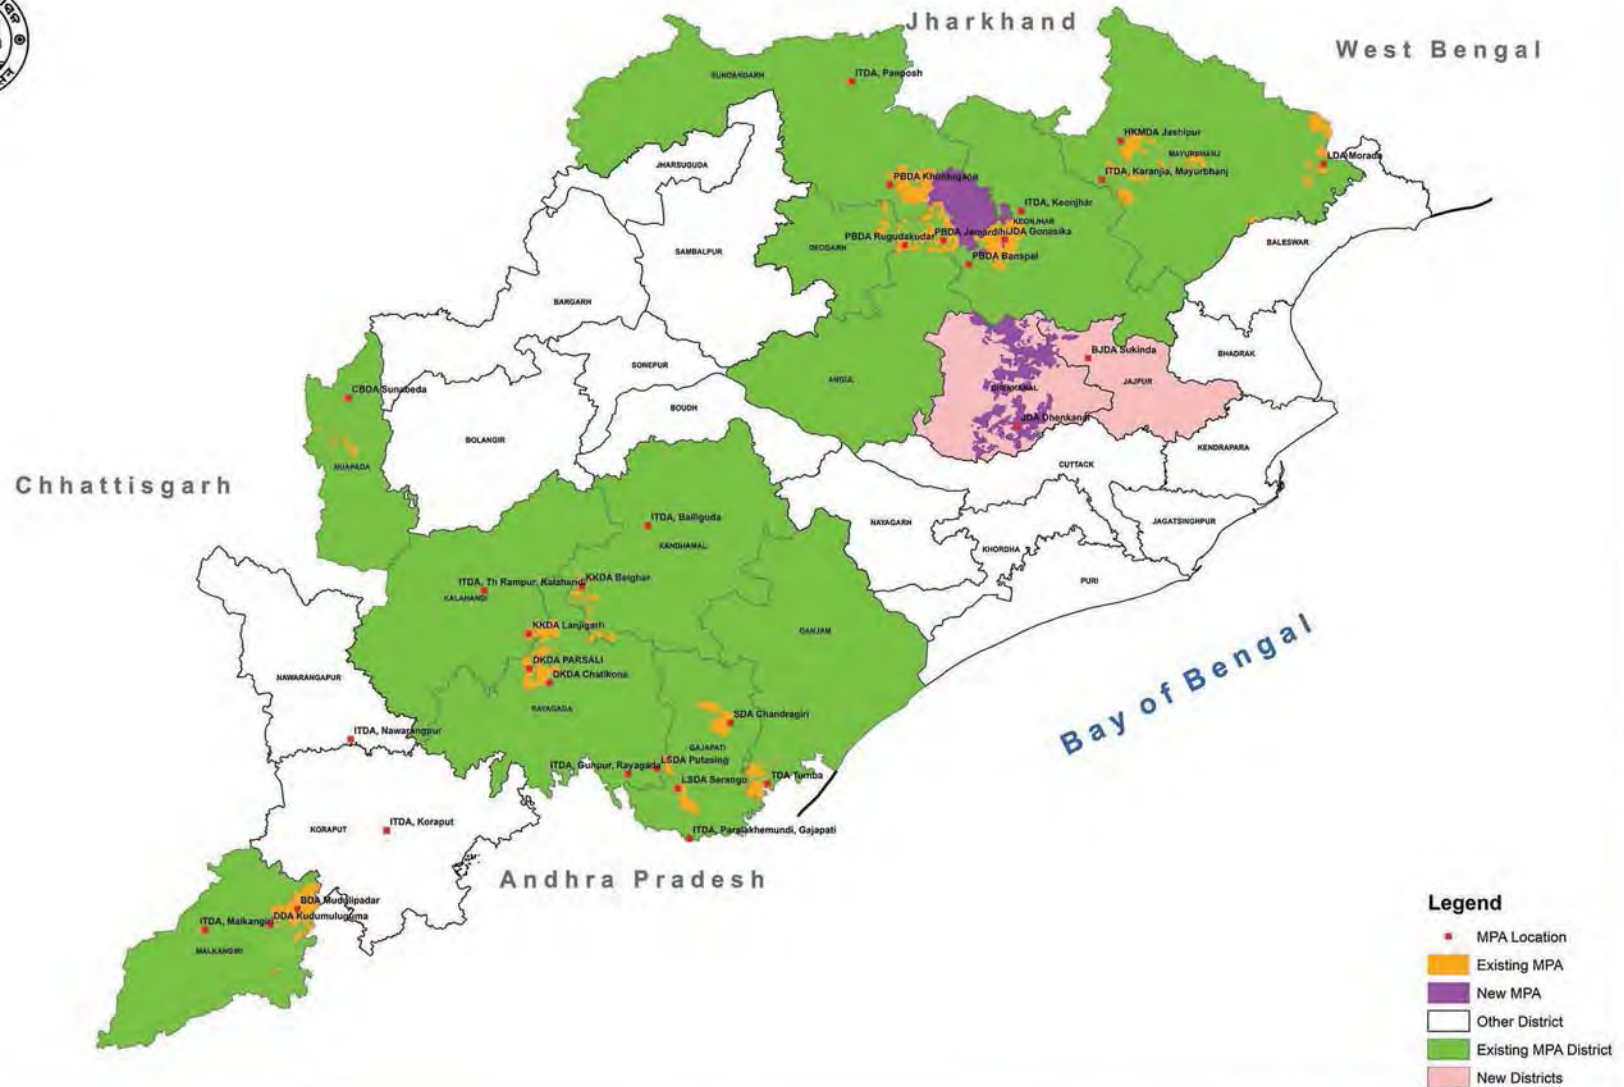 Jharkhand
West Bengal
SUNDARGARH
ITDA, Panposh
HKMDA Jashipur
MAYURBHANJ
LDA Morada
JHARSUGUDA
ITDA, Karanjia, Mayurbhanj
PBDA Khuntagaon
ITDA, Keonjhar
KEONJHAR
PBDA Rugudakudar
PBDA Jamardihi
JDA Gonasika
DEOGARH
BALESWAR
SAMBALPUR
PBDA Banspal
BARGARH
BJDA Sukinda
BHADRAK
SONEPUR
ANGUL
JAJPUR
DHENKANAL
CBDA Sunabeda
BOUDH
JDA Dhenkanal
BOLANGIR
KENDRAPARA
NUAPADA
CUTTACK
Chhattisgarh
ITDA, Balliguda
NAYAGARH
JAGATSINGHPUR
KANDHAMAL
KHORDHA
ITDA, Th Rampur, Kalahandi
KKDA Belghar
PURI
KALAHANDI
KKDA Lanjigarh
GANJAM
DKDA PARSALI
DKDA Chatikona
NAWARANGAPUR
Bay of Bengal
RAYAGADA
SDA Chandragiri
ITDA, Nawarangpur
GAJAPATI
ITDA, Gunpur, Rayagada
LSDA Putasing
LSDA Serango
TDA Tumba
KORAPUT
ITDA, Koraput
ITDA, Paralakhemundi, Gajapati
Andhra Pradesh
BDA Mudulipadar
ITDA, Malkangiri
DDA Kudumuluguma
MALKANGIRI
Legend
MPA Location
Existing MPA
New MPA
Other District
Existing MPA District
New Districts